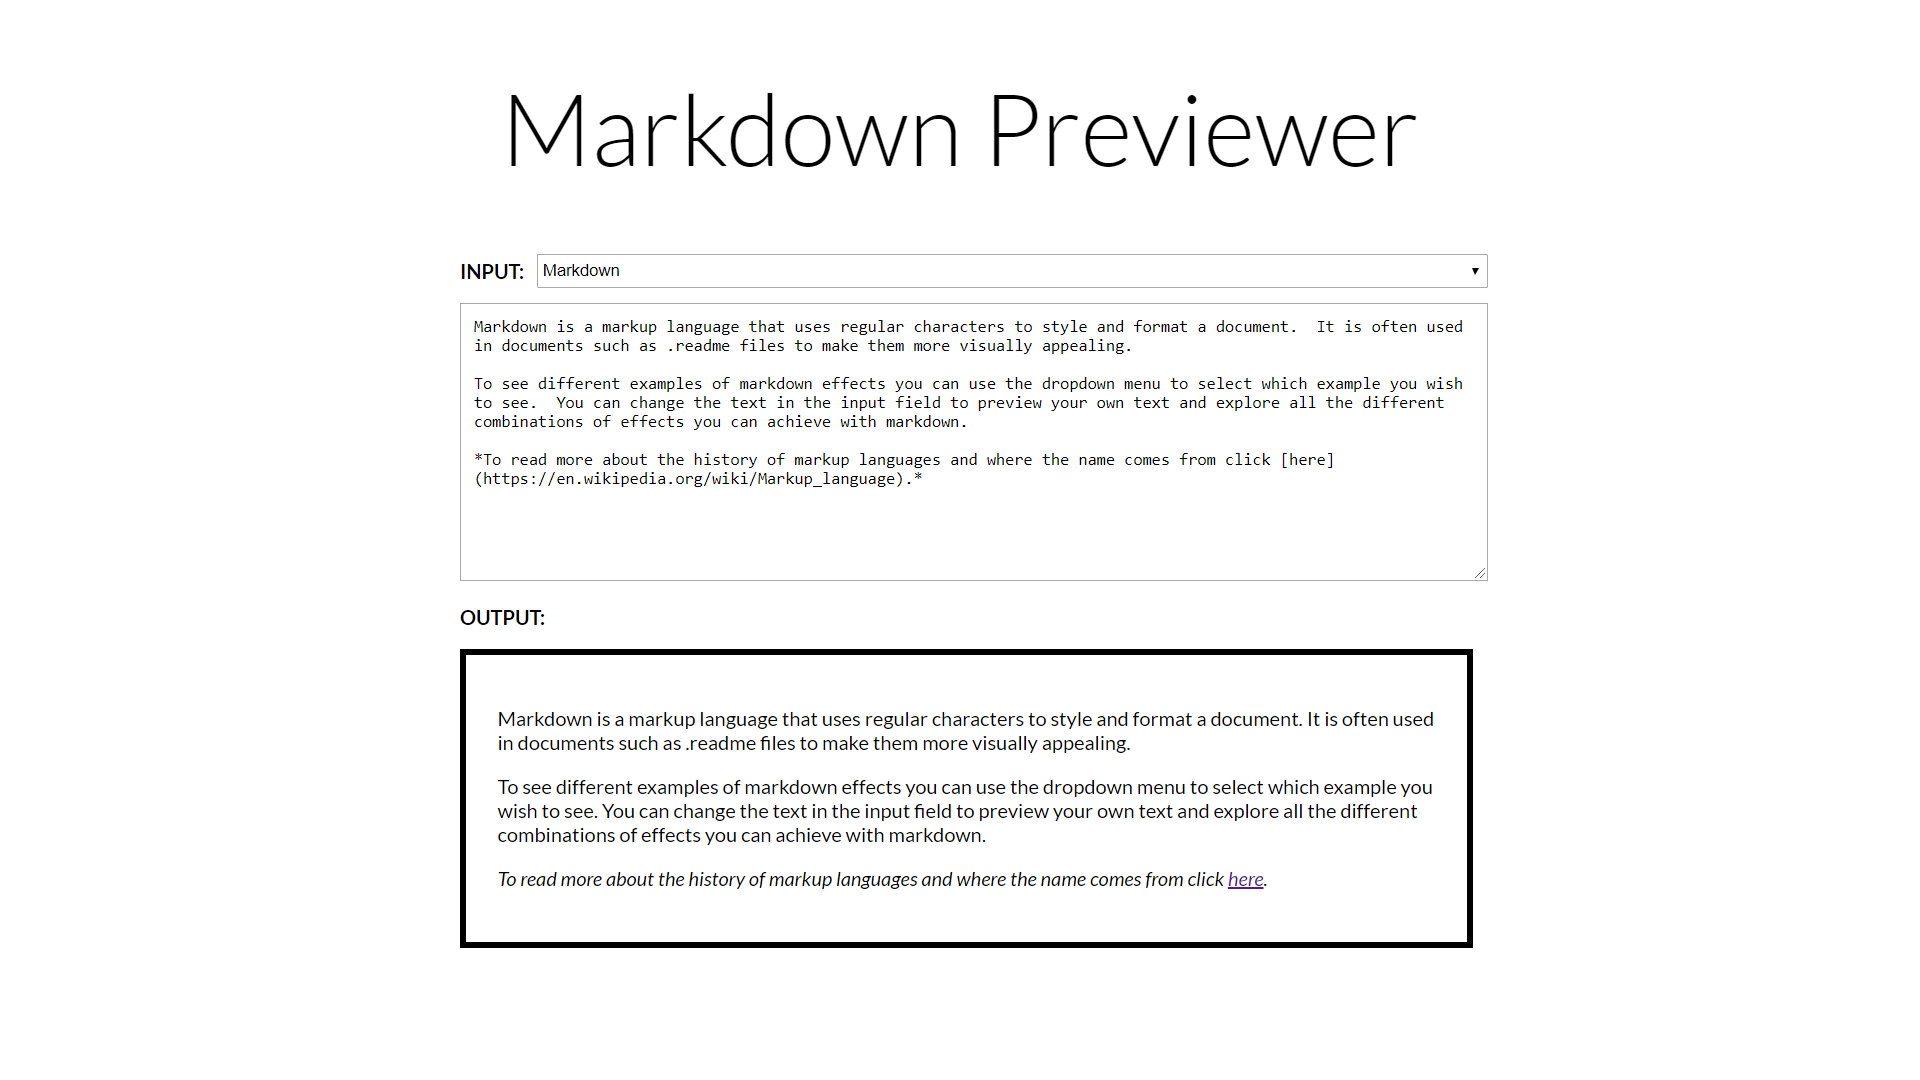 Markdown Previewer
INPUT: Markdown
Markdown is a markup language that uses regular characters to style and format a document.  It is often used
in documents such as .readme files to make them more visually appealing.
To see different examples of markdown effects you can use the dropdown menu to select which example you wish
to see.  You can change the text in the input field to preview your own text and explore all the different
combinations of effects you can achieve with markdown.
*To read more about the history of markup languages and where the name comes from click [here]
(https://en.wikipedia.org/wiki/Markup_language).*
OUTPUT:
Markdown is a markup language that uses regular characters to style and format a document. It is often used
in documents such as .readme files to make them more visually appealing.
To see different examples of markdown effects you can use the dropdown menu to select which example you
wish to see. You can change the text in the input field to preview your own text and explore all the different
combinations of effects you can achieve with markdown.
To read more about the history of markup languages and where the name comes from click here.